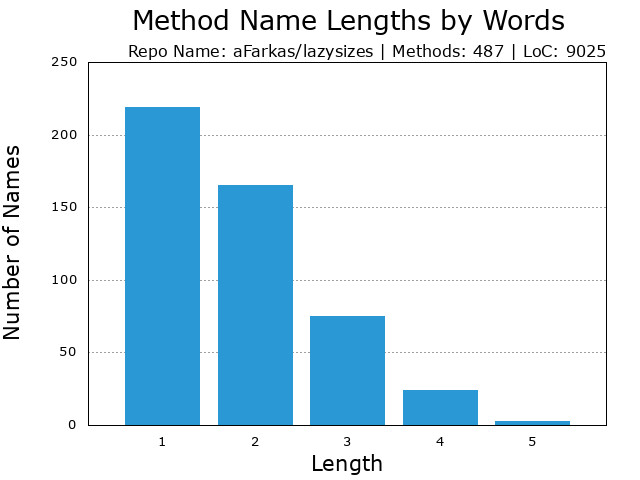 Method Name Lengths by Words
Repo Name: aFarkas/lazysizes | Methods: 487 | LoC: 9025
Number of Names
250
200
150
100
50
0
1 2 3 4 5
Length